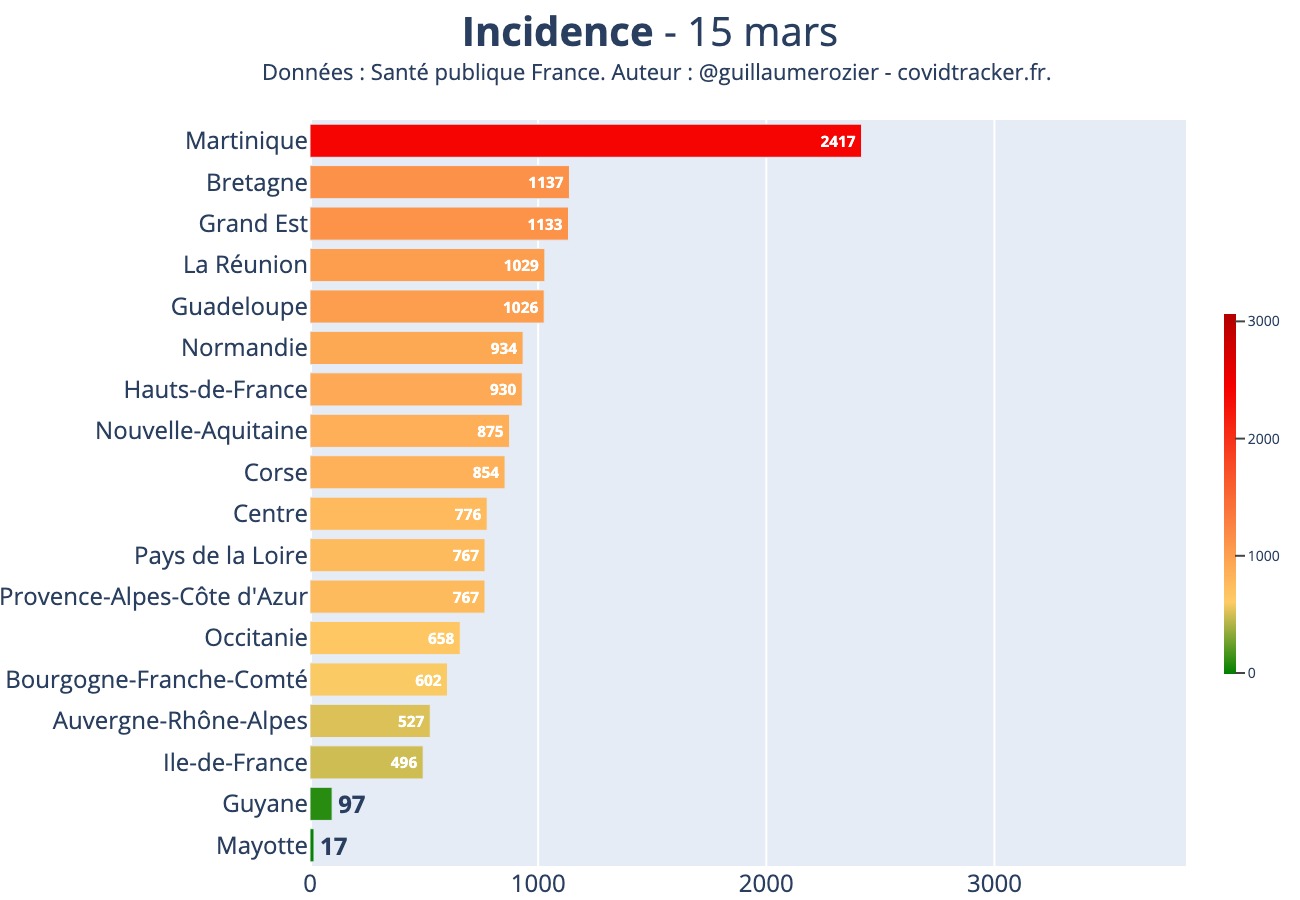 Incidence - 15 mars
Données : Santé publique France. Auteur : @guillaumerozier - covidtracker.fr.
Martinique 2417
Bretagne 1137
Grand Est 1133
La Réunion 1029
Guadeloupe 1026
Normandie 934
Hauts-de-France 930
Nouvelle-Aquitaine 875
Corse 854
Centre 776
Pays de la Loire 767
Provence-Alpes-Côte d'Azur 767
Occitanie 658
Bourgogne-Franche-Comté 602
Auvergne-Rhône-Alpes 527
Ile-de-France 496
Guyane 97
Mayotte 17
0 1000 2000 3000
3000
2000
1000
0